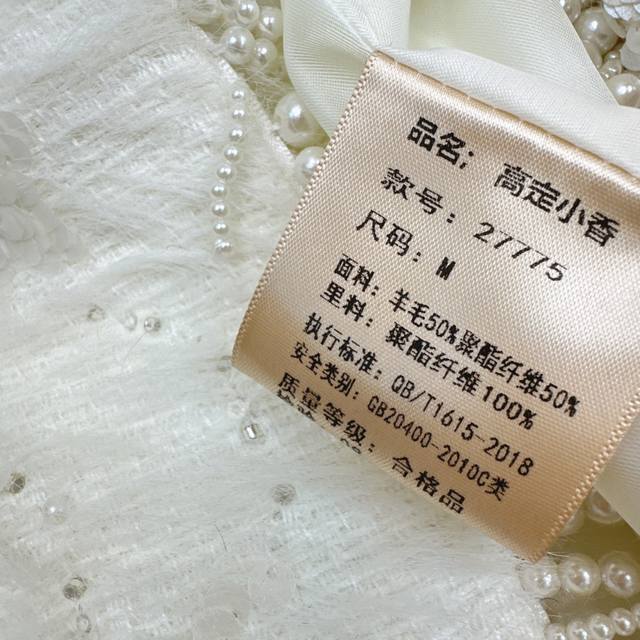 品名: 高定小香
款号: 27775
尺码: M
面料: 羊毛50%聚酯纤维50%
里料: 聚酯纤维100%
执行标准: QB/T1615-2018
安全类别: GB20400-2010C类
质量等级: 合格品